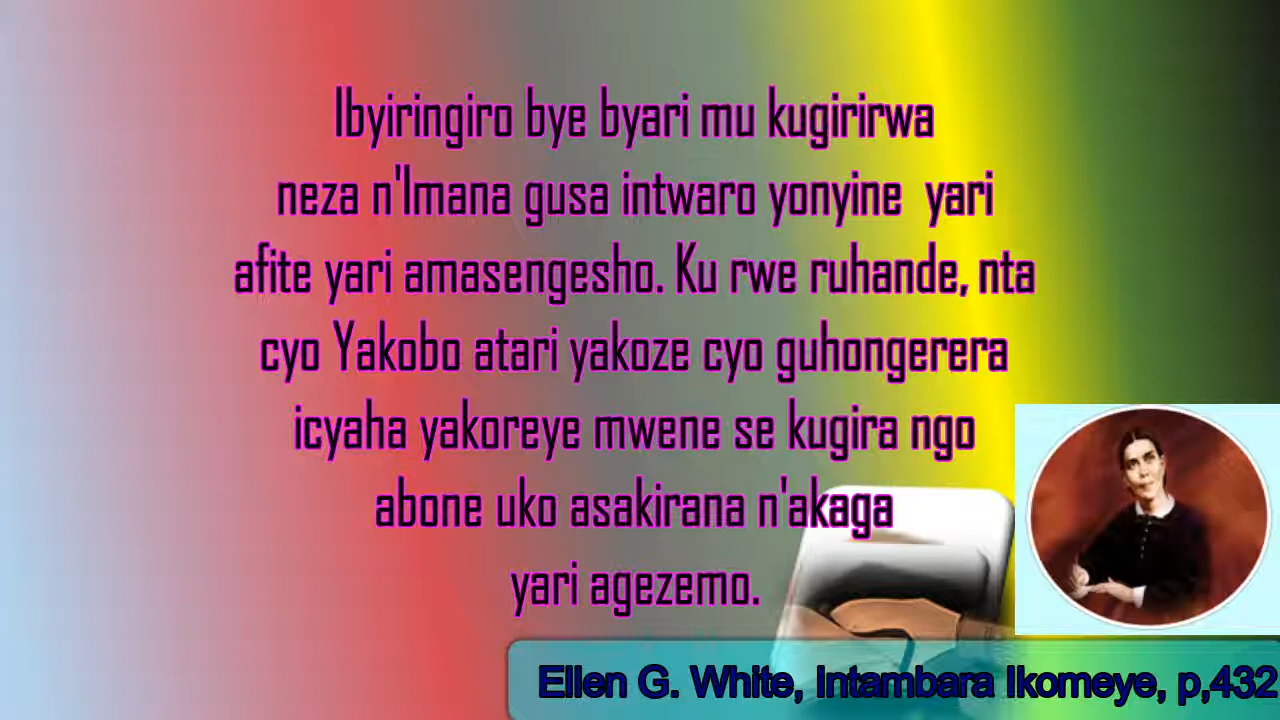 Ibyiringiro bye byari mu kugirirwa
neza n'Imana gusa intwaro yonyine yari
afite yari amasengesho. Ku rwe ruhande, nta
cyo Yakobo atari yakoze cyo guhongerera
icyaha yakoreye mwene se kugira ngo
abone uko asakirana n'akaga
yari agezemo.
Ellen G. White, Intambara Ikomeye, p,432